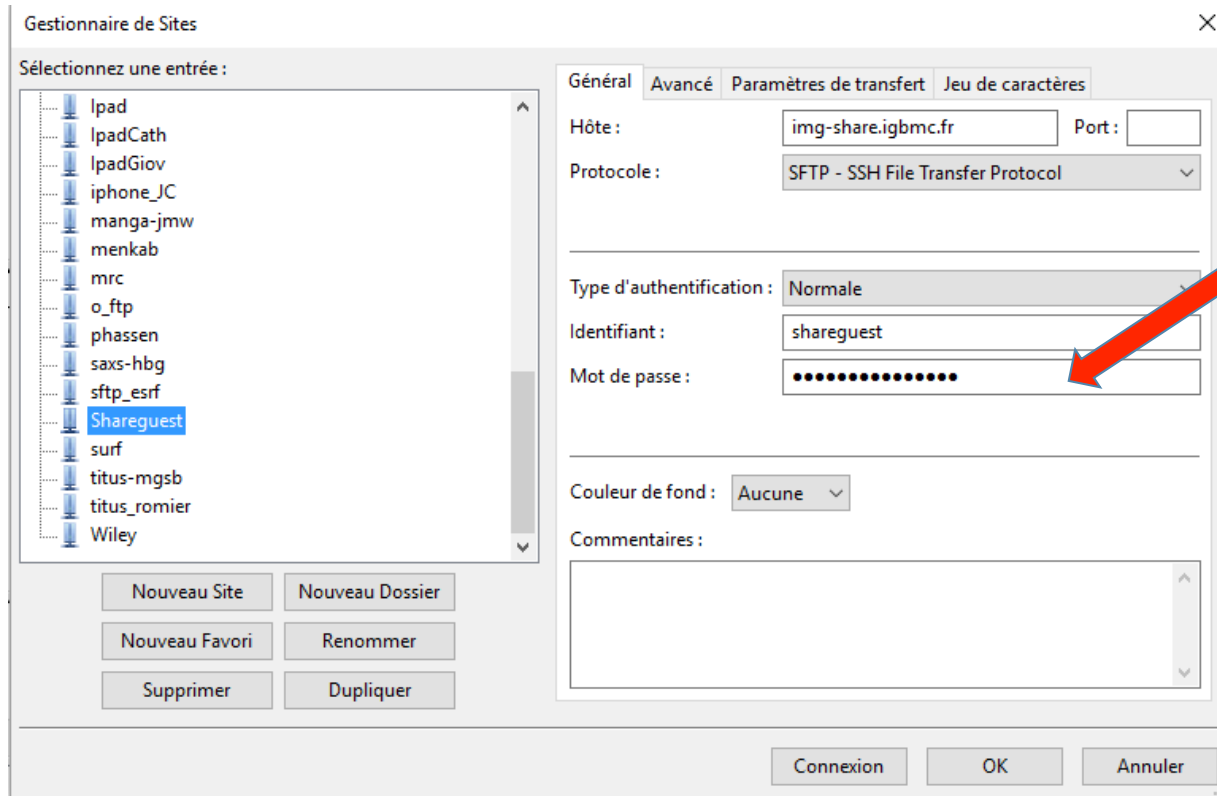 Gestionnaire de Sites
Sélectionnez une entrée :
Ipad
IpadCath
IpadGiov
iphone_JC
manga-jmw
menkab
mrc
o_ftp
phassen
saxs-hbg
sftp_esrf
Shareguest
surf
titus-mgsb
titus_romier
Wiley
Nouveau Site Nouveau Dossier
Nouveau Favori Renommer
Supprimer Dupliquer
Général Avancé Paramètres de transfert Jeu de caractères
Hôte : img-share.igbmc.fr Port :
Protocole : SFTP - SSH File Transfer Protocol
Type d'authentification : Normale
Identifiant : shareguest
Mot de passe : •••••••••••••••
Couleur de fond : Aucune
Commentaires :
Connexion OK Annuler